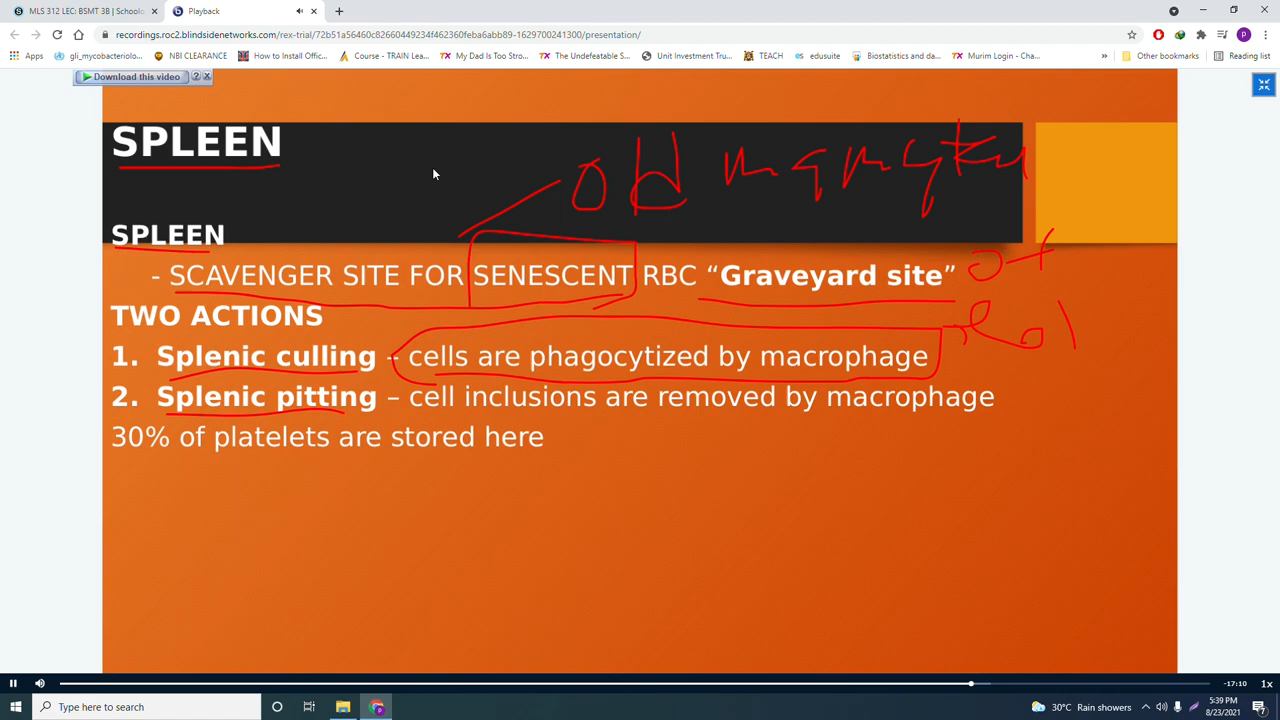 MLS 312 LEC: BSMT 3B | Schoolo
Playback
recordings.roc2.blindsidenetworks.com/rex-trial/72b51a56460c82660449234f462360feba6abb89-1629700241300/presentation/
Apps gli_mycobacteriolo... NBI CLEARANCE How to Install Offic... Course - TRAIN Lea... My Dad Is Too Stro... The Undefeatable S... Unit Investment Tru... TEACH edusuite Biostatistics and da... Murim Login - Cha... » Other bookmarks Reading list
Download this video ? X
SPLEEN
old
SPLEEN
- SCAVENGER SITE FOR SENESCENT RBC “Graveyard site” of
TWO ACTIONS
1. Splenic culling – cells are phagocytized by macrophage
2. Splenic pitting – cell inclusions are removed by macrophage
30% of platelets are stored here
-17:10 1x
Type here to search
30°C Rain showers
5:39 PM
8/23/2021
7